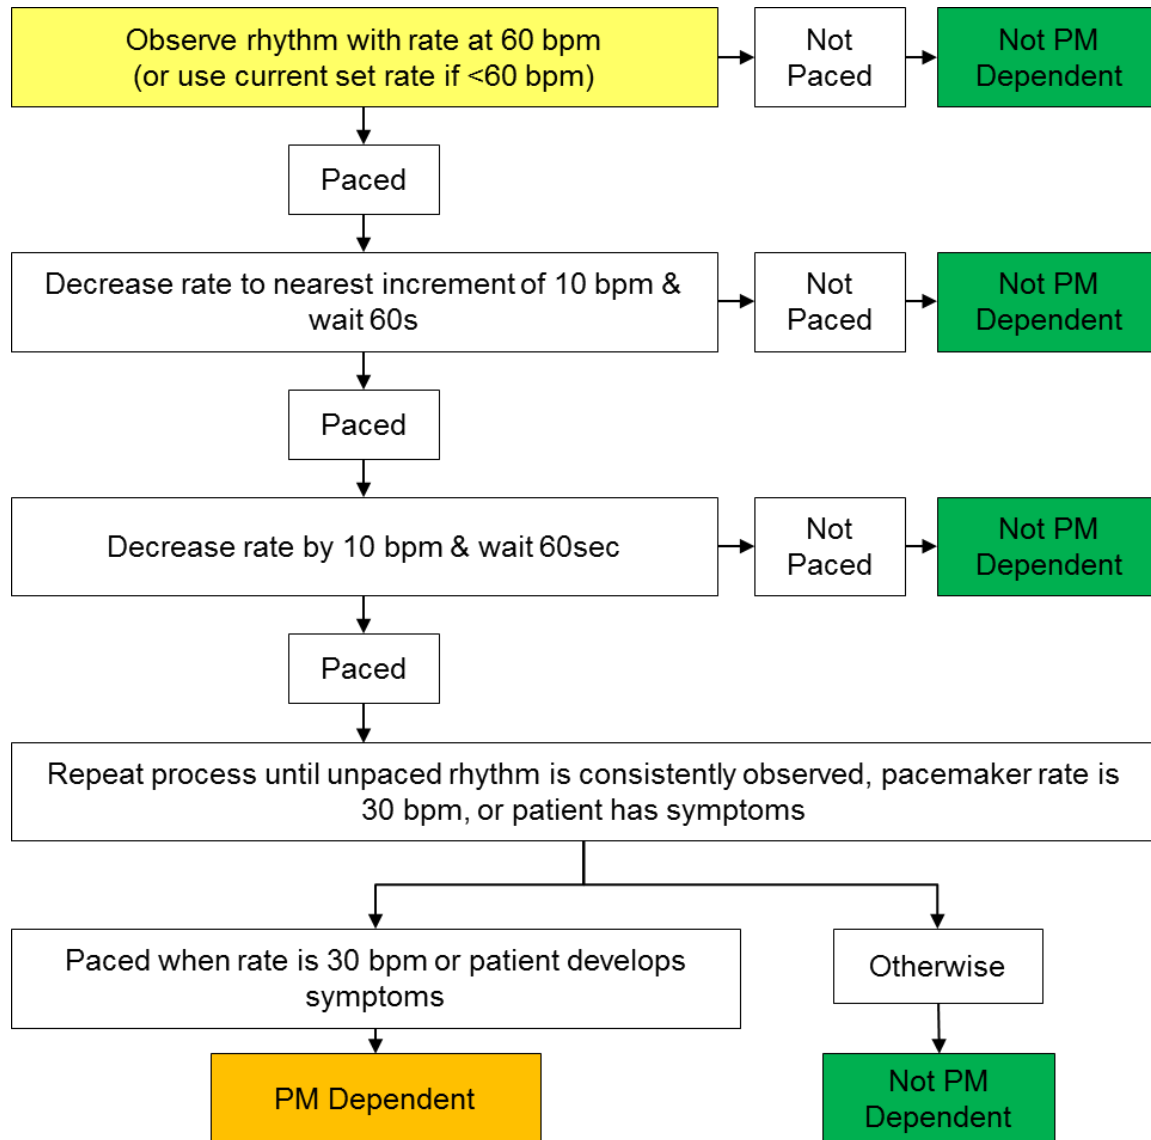 Observe rhythm with rate at 60 bpm
(or use current set rate if <60 bpm)
Not
Paced
Not PM
Dependent
Paced
Decrease rate to nearest increment of 10 bpm &
wait 60s
Not
Paced
Not PM
Dependent
Paced
Decrease rate by 10 bpm & wait 60sec
Not
Paced
Not PM
Dependent
Paced
Repeat process until unpaced rhythm is consistently observed, pacemaker rate is
30 bpm, or patient has symptoms
Paced when rate is 30 bpm or patient develops
symptoms
Otherwise
PM Dependent
Not PM
Dependent